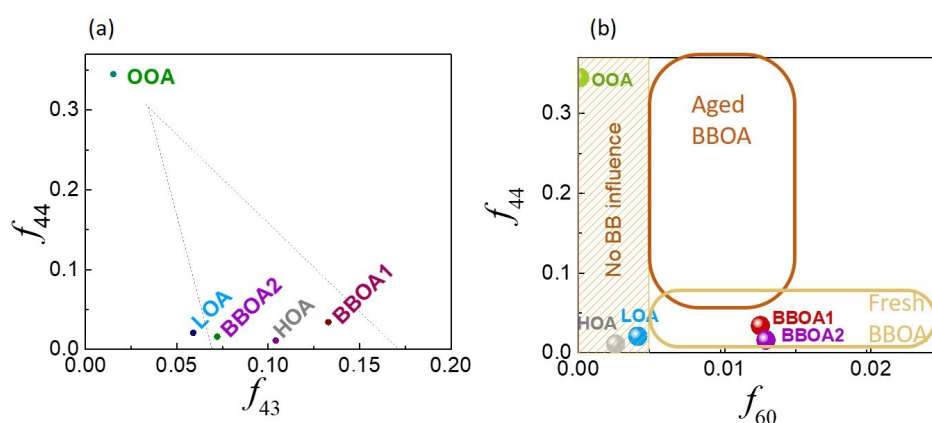 (a)
OOA
LOA
BBOA2
HOA
BBOA1
f44
0.3
0.2
0.1
0.0
0.00
0.05
0.10
0.15
0.20
f43
(b)
OOA
No BB influence
Aged
BBOA
HOA
LOA
BBOA1
BBOA2
Fresh
BBOA
f44
0.3
0.2
0.1
0.0
0.00
0.01
0.02
f60